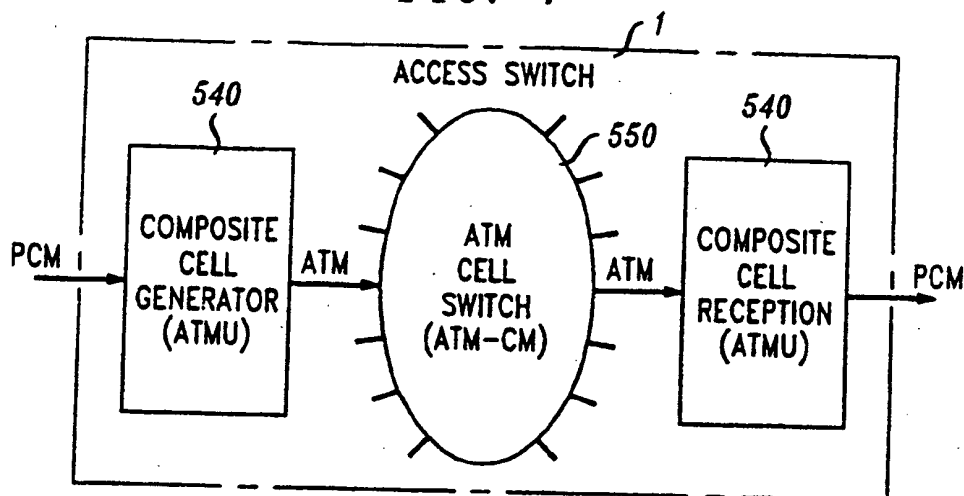 1
ACCESS SWITCH
540
550
540
PCM
COMPOSITE
CELL
GENERATOR
(ATMU)
ATM
ATM
CELL
SWITCH
(ATM-CM)
ATM
COMPOSITE
CELL
RECEPTION
(ATMU)
PCM